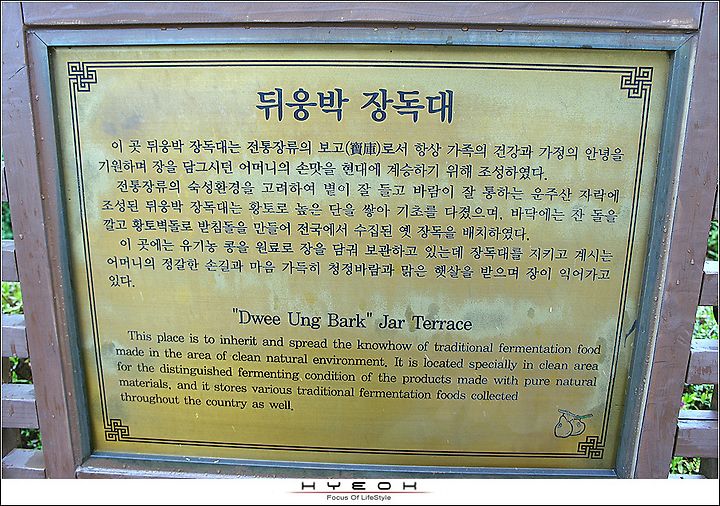 뒤웅박 장독대
이 곳 뒤웅박 장독대는 전통장류의 보고(寶庫)로서 항상 가족의 건강과 가정의 안녕을
기원하며 장을 담그시던 어머니의 손맛을 현대에 계승하기 위해 조성하였다.
전통장류의 숙성환경을 고려하여 볕이 잘 들고 바람이 잘 통하는 운주산 자락에
조성된 뒤웅박 장독대는 황토로 높은 단을 쌓아 기초를 다졌으며, 바닥에는 잔 돌을
깔고 황토벽돌로 받침돌을 만들어 전국에서 수집된 옛 장독을 배치하였다.
이 곳에는 유기농 콩을 원료로 장을 담궈 보관하고 있는데 장독대를 지키고 계시는
어머니의 정갈한 손길과 마음 가득히 청정바람과 맑은 햇살을 받으며 장이 익어가고
있다.
"Dwee Ung Bark" Jar Terrace
This place is to inherit and spread the knowhow of traditional fermentation food
made in the area of clean natural environment. It is located specially in clean area
for the distinguished fermenting condition of the products made with pure natural
materials. and it stores various traditional fermentation foods collected
throughout the country as well.
HYEOK
Focus Of LifeStyle